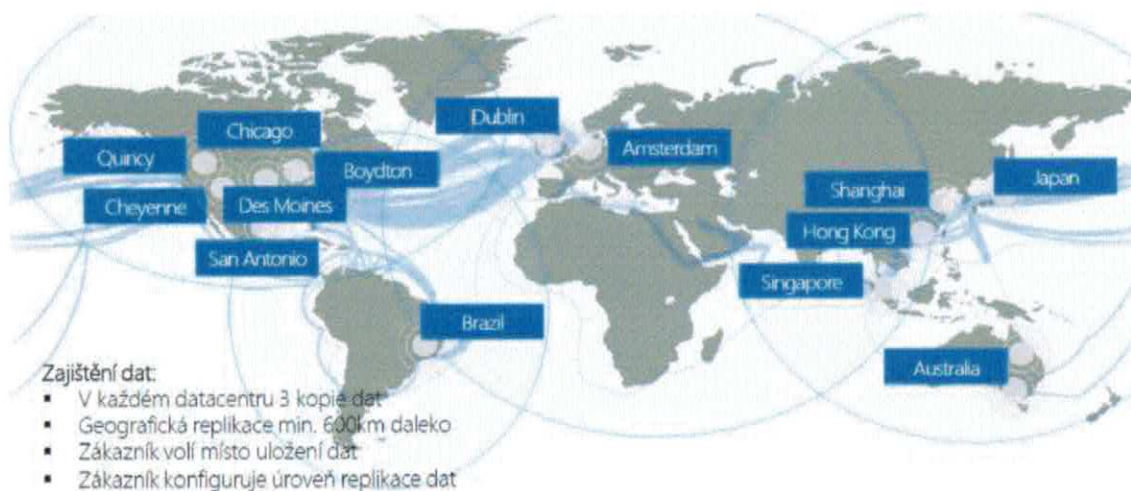 Chicago
Dublin
Quincy
Boydton
Amsterdam
Shanghai
Japan
Cheyenne
Des Moines
Hong Kong
San Antonio
Singapore
Brazil
Australia
Zajištění dat:
▪ V každém datacentru 3 kopie dat
▪ Geografická replikace min. 600km daleko
▪ Zákazník volí místo uložení dat
▪ Zákazník konfiguruje úroveň replikace dat